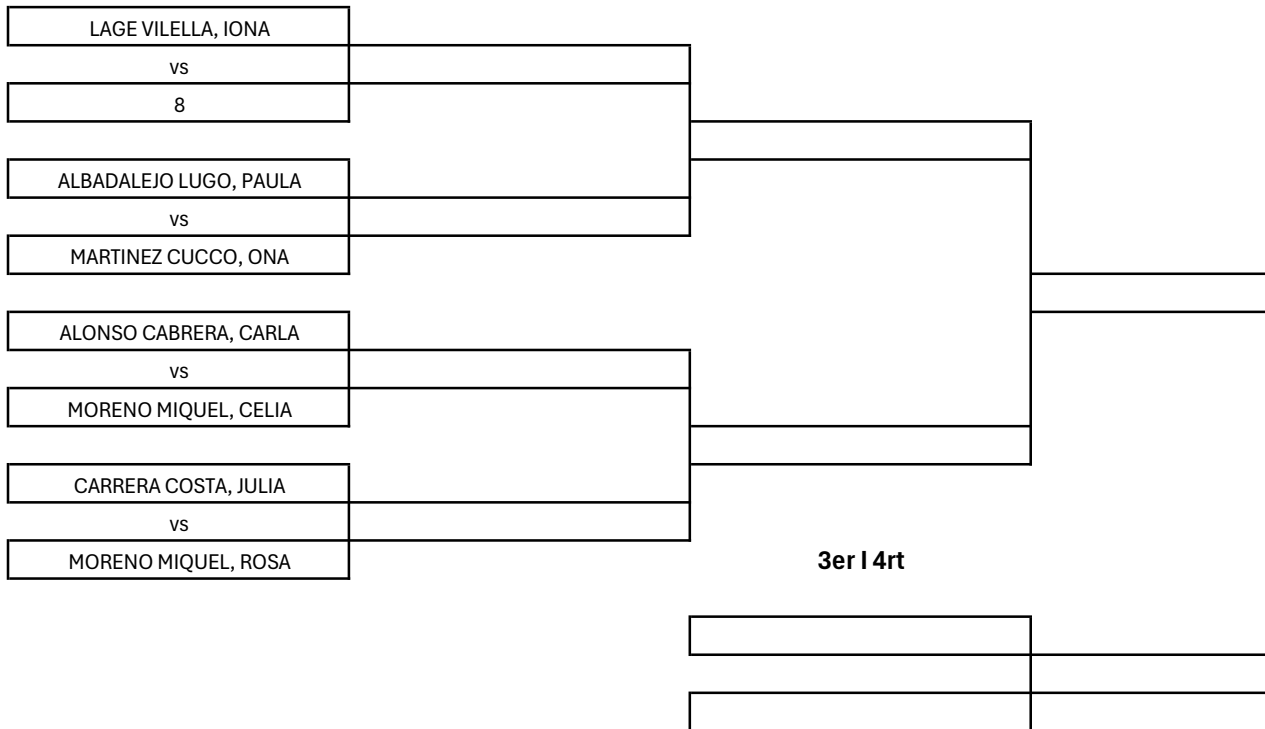 LAGE VILELLA, IONA
vs
8
ALBADALEJO LUGO, PAULA
vs
MARTINEZ CUCCO, ONA
ALONSO CABRERA, CARLA
vs
MORENO MIQUEL, CELIA
CARRERA COSTA, JULIA
vs
MORENO MIQUEL, ROSA
3er I 4rt